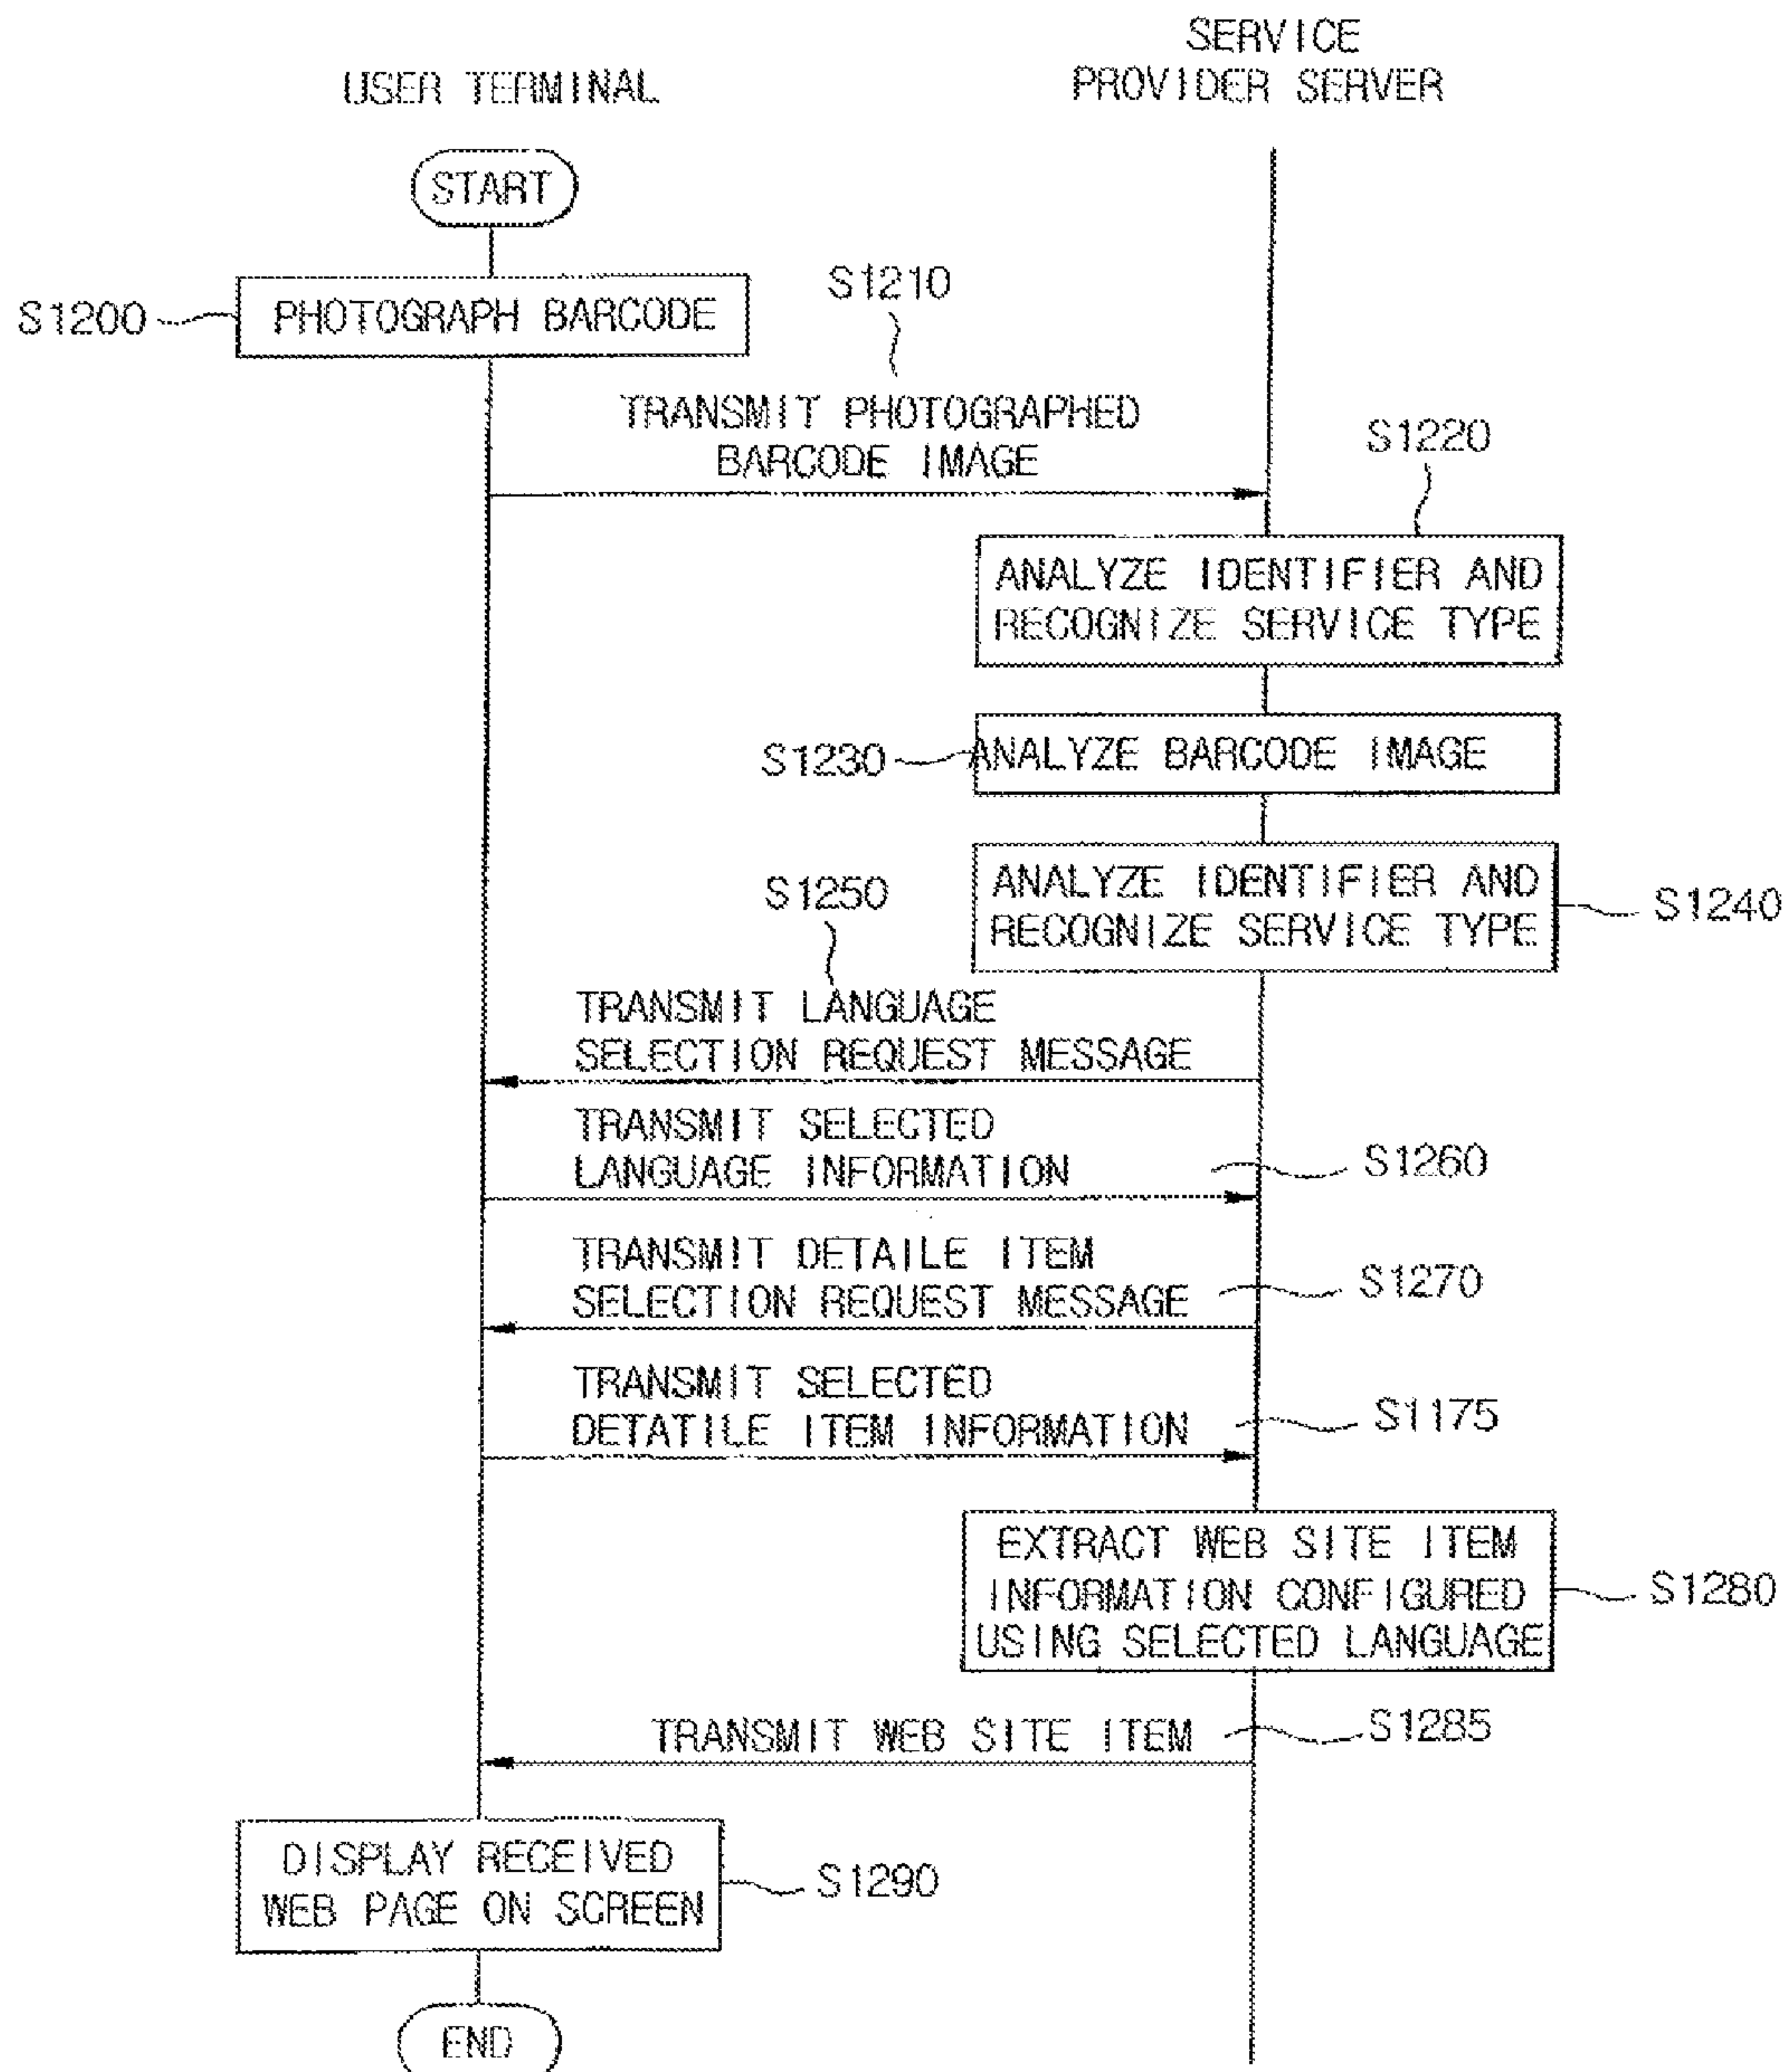 USER TERMINAL
SERVICE
PROVIDER SERVER
START
S1200
PHOTOGRAPH BARCODE
S1210
TRANSMIT PHOTOGRAPHED
BARCODE IMAGE
S1220
ANALYZE IDENTIFIER AND
RECOGNIZE SERVICE TYPE
S1230
ANALYZE BARCODE IMAGE
ANALYZE IDENTIFIER AND
RECOGNIZE SERVICE TYPE
S1240
S1250
TRANSMIT LANGUAGE
SELECTION REQUEST MESSAGE
TRANSMIT SELECTED
LANGUAGE INFORMATION
S1260
TRANSMIT DETAILE ITEM
SELECTION REQUEST MESSAGE
S1270
TRANSMIT SELECTED
DETATILE ITEM INFORMATION
S1175
EXTRACT WEB SITE ITEM
INFORMATION CONFIGURED
USING SELECTED LANGUAGE
S1280
TRANSMIT WEB SITE ITEM
S1285
DISPLAY RECEIVED
WEB PAGE ON SCREEN
S1290
END